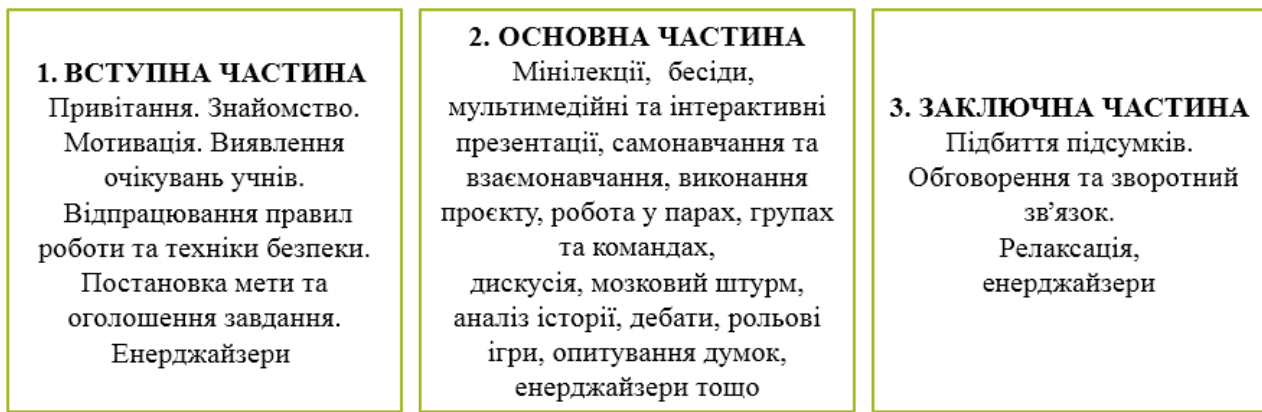 1. ВСТУПНА ЧАСТИНА
Привітання. Знайомство.
Мотивація. Виявлення
очікувань учнів.
Відпрацювання правил
роботи та техніки безпеки.
Постановка мети та
оголошення завдання.
Енерджайзери
2. ОСНОВНА ЧАСТИНА
Мінілекції, бесіди,
мультимедійні та інтерактивні
презентації, самонавчання та
взаємонавчання, виконання
проєкту, робота у парах, групах
та командах,
дискусія, мозковий штурм,
аналіз історії, дебати, рольові
ігри, опитування думок,
енерджайзери тощо
3. ЗАКЛЮЧНА ЧАСТИНА
Підбиття підсумків.
Обговорення та зворотний
зв’язок.
Релаксація,
енерджайзери